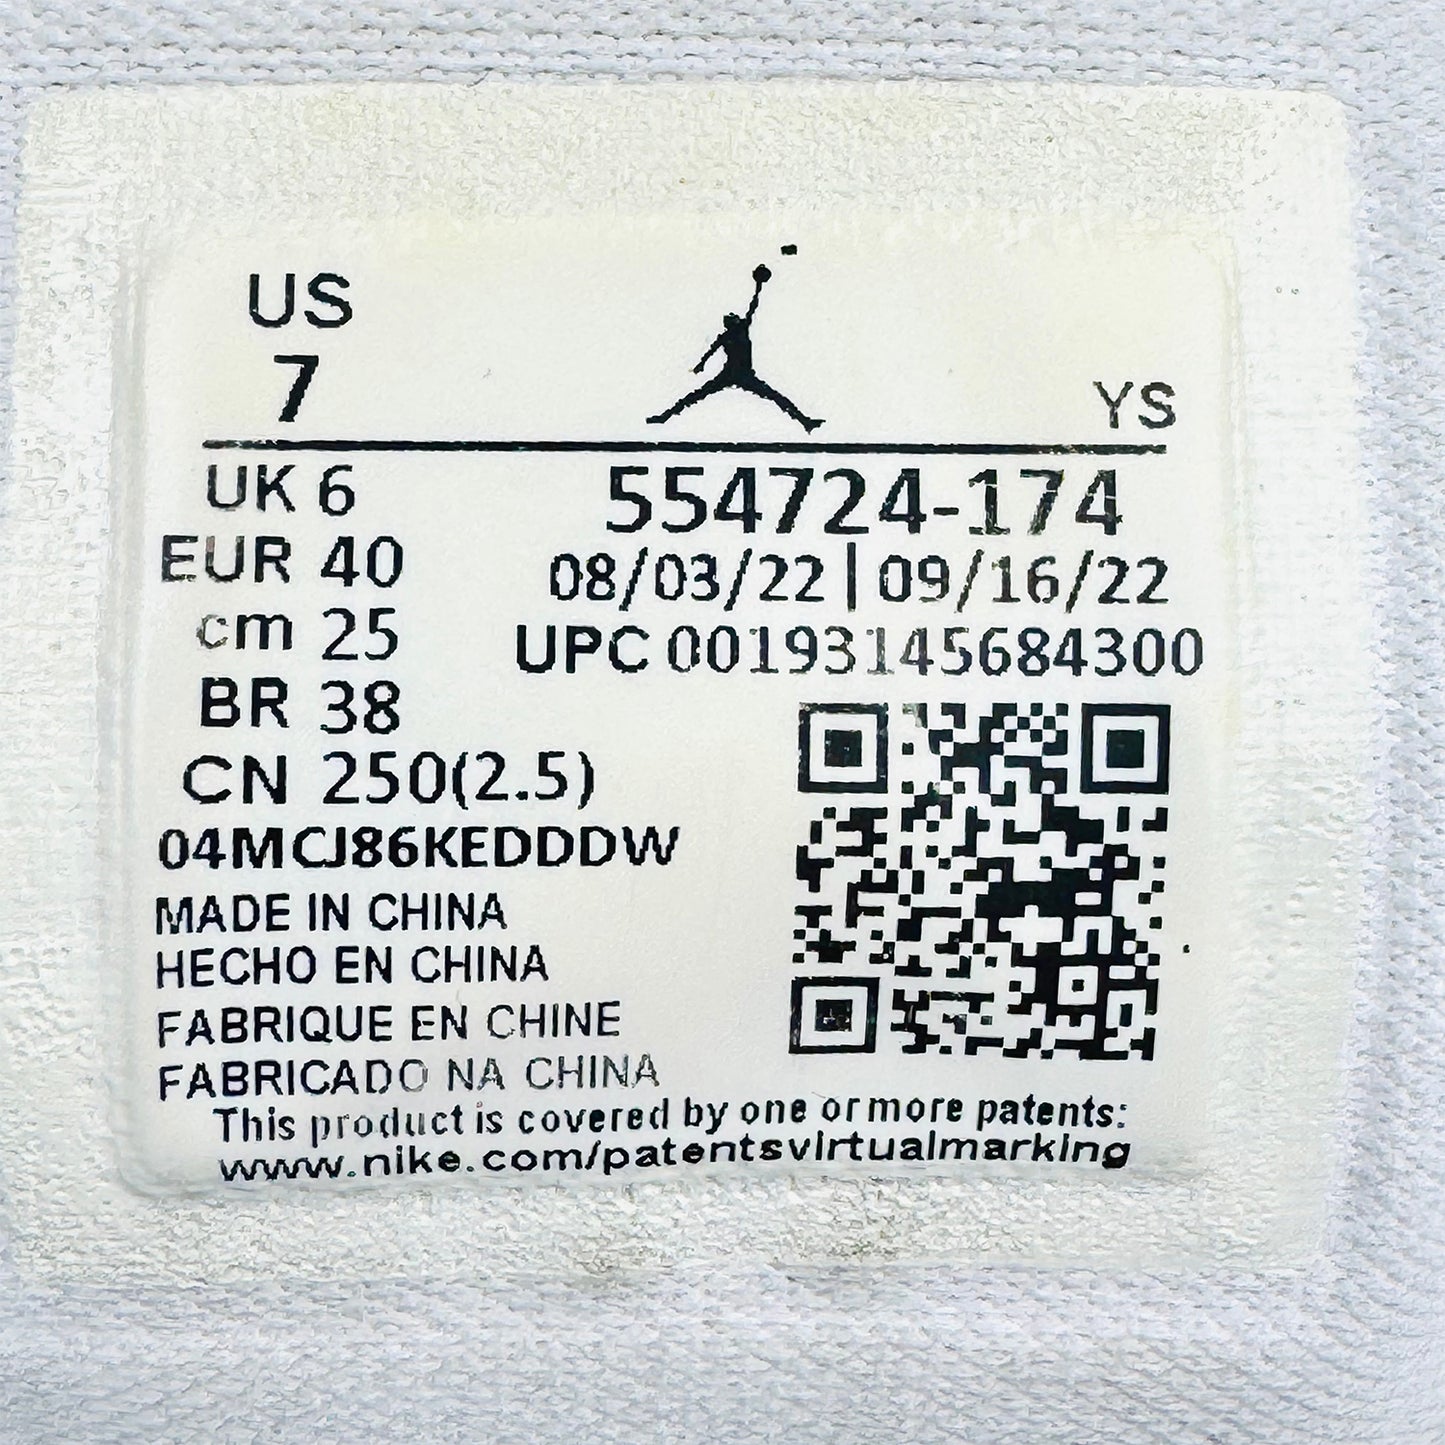 US
7
YS
UK 6
554724-174
EUR 40
08/03/22|09/16/22
cm 25
UPC 00193145684300
BR 38
CN 250(2.5)
04MCJ86KEDDDW
MADE IN CHINA
HECHO EN CHINA
FABRIQUE EN CHINE
FABRICADO NA CHINA
This product is covered by one or more patents:
www.nike.com/patentsvirtualmarking